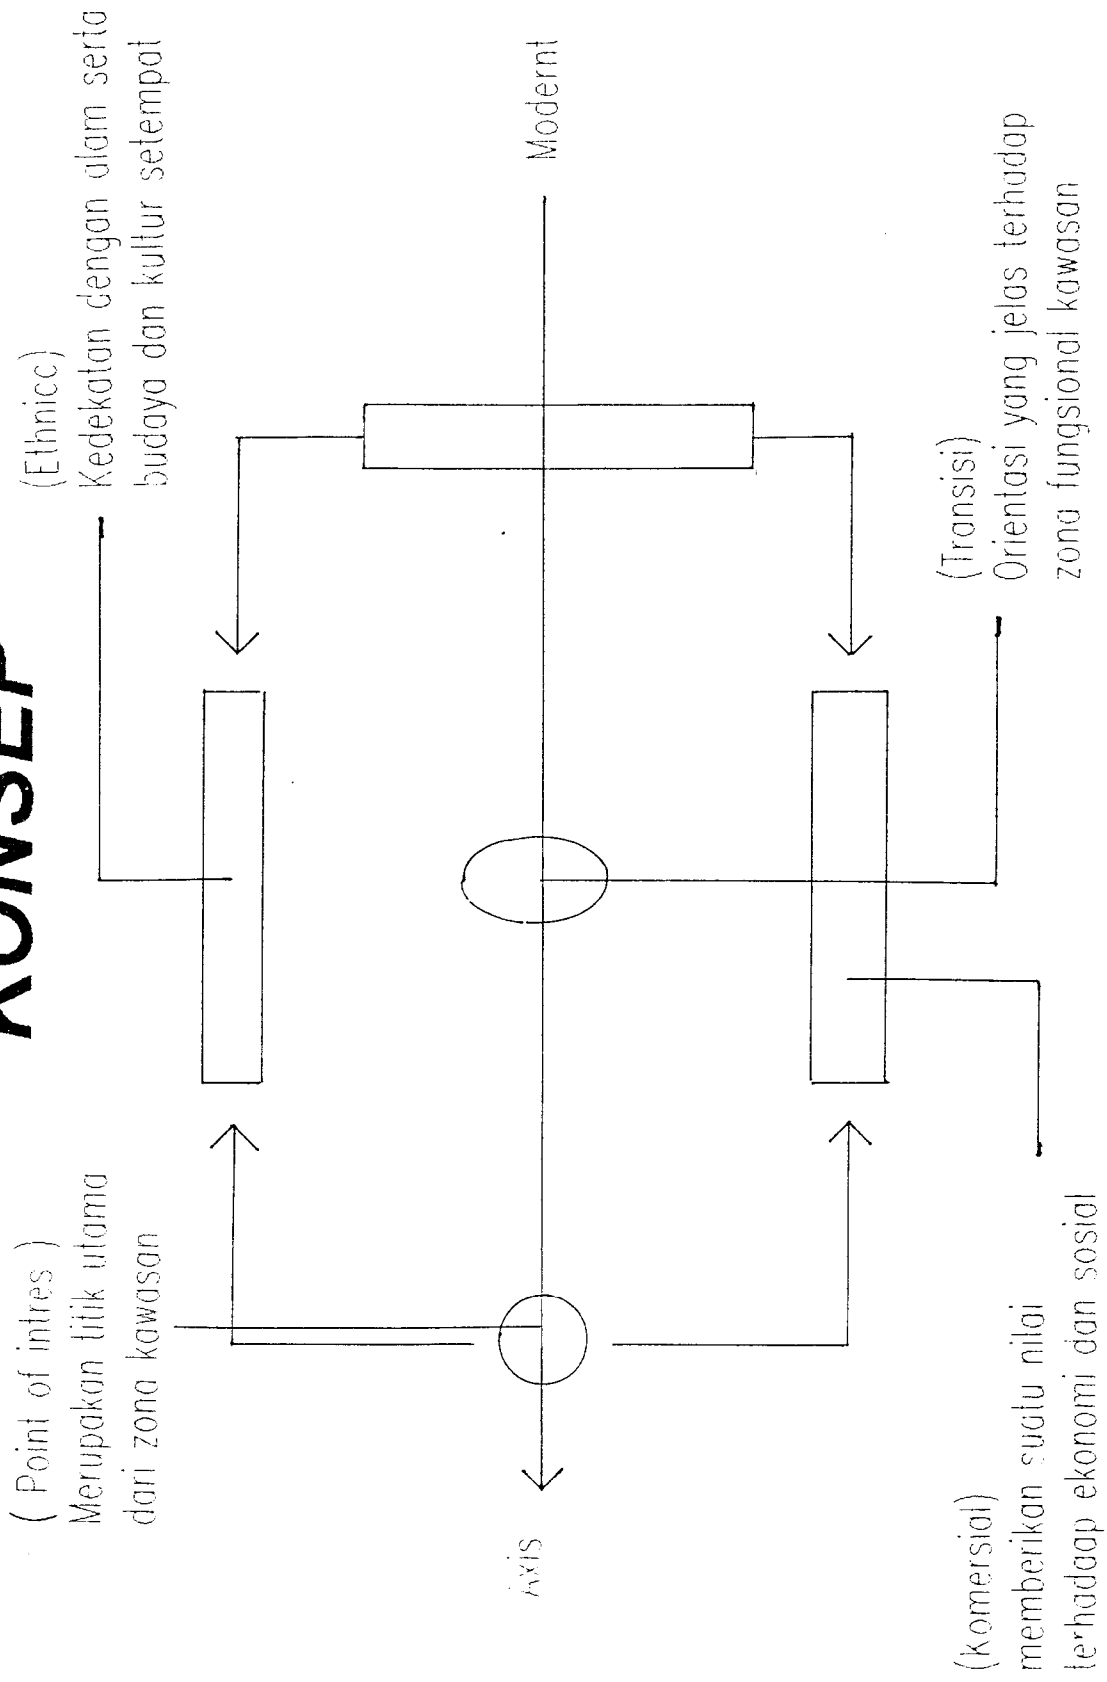 KONSEP
( Point of intres )
Merupakan titik utama
dari zona kawasan
(Ethnicc)
Kedekatan dengan alam serta
budaya dan kultur setempat
Axis
Modernt
(Komersial)
memberikan suatu nilai
terhadaap ekonomi dan sosial
(Transisi)
Orientasi yang jelas terhadap
zona fungsional kawasan